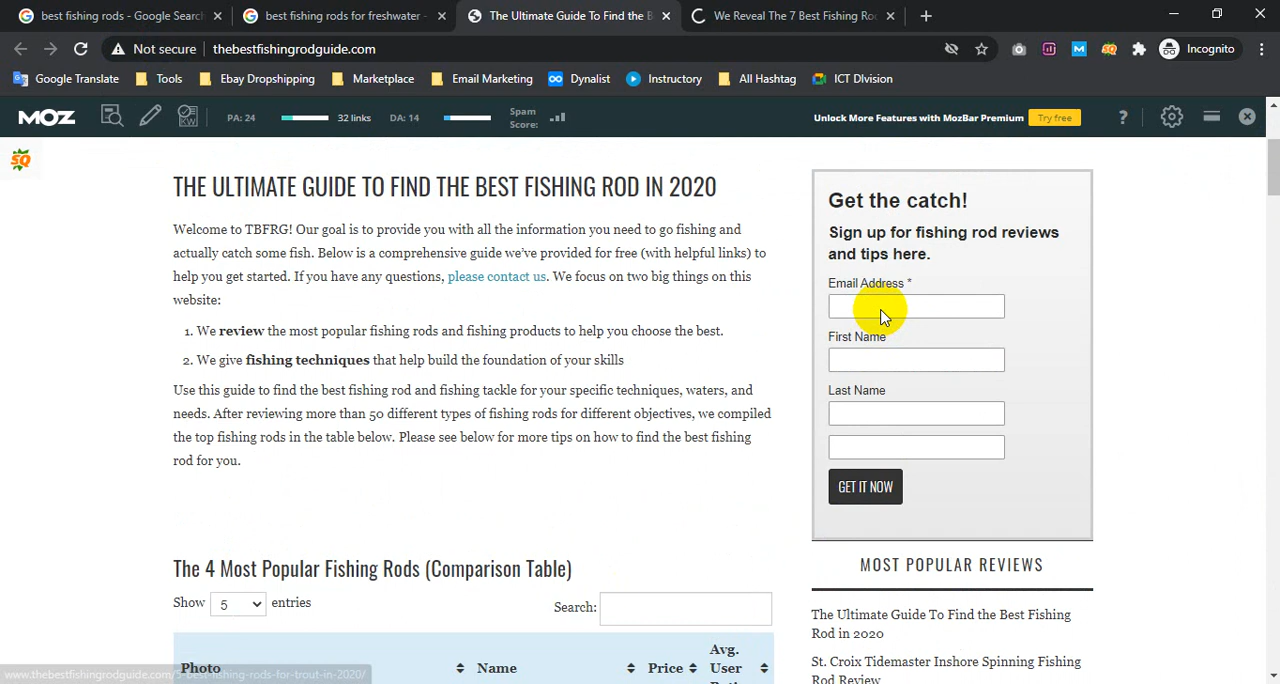 best fishing rods - Google Search
best fishing rods for freshwater -
The Ultimate Guide To Find the B
We Reveal The 7 Best Fishing Ro
Not secure
thebestfishingrodguide.com
Incognito
Google Translate
Tools
Ebay Dropshipping
Marketplace
Email Marketing
Dynalist
Instructory
All Hashtag
ICT DIvision
MOZ
PA: 24
32 links
DA: 14
Spam
Score:
Unlock More Features with MozBar Premium
Try free
SQ
THE ULTIMATE GUIDE TO FIND THE BEST FISHING ROD IN 2020
Welcome to TBFRG! Our goal is to provide you with all the information you need to go fishing and
actually catch some fish. Below is a comprehensive guide we've provided for free (with helpful links) to
help you get started. If you have any questions, please contact us. We focus on two big things on this
website:
1. We review the most popular fishing rods and fishing products to help you choose the best.
2. We give fishing techniques that help build the foundation of your skills
Use this guide to find the best fishing rod and fishing tackle for your specific techniques, waters, and
needs. After reviewing more than 50 different types of fishing rods for different objectives, we compiled
the top fishing rods in the table below. Please see below for more tips on how to find the best fishing
rod for you.
The 4 Most Popular Fishing Rods (Comparison Table)
Show 5 entries
Search:
Photo
Name
Price
Avg.
User
www.thebestfishingrodguide.com/5-best-fishing-rods-for-trout-in-2020/
Get the catch!
Sign up for fishing rod reviews
and tips here.
Email Address *
First Name
Last Name
GET IT NOW
MOST POPULAR REVIEWS
The Ultimate Guide To Find the Best Fishing
Rod in 2020
St. Croix Tidemaster Inshore Spinning Fishing
Rod Review